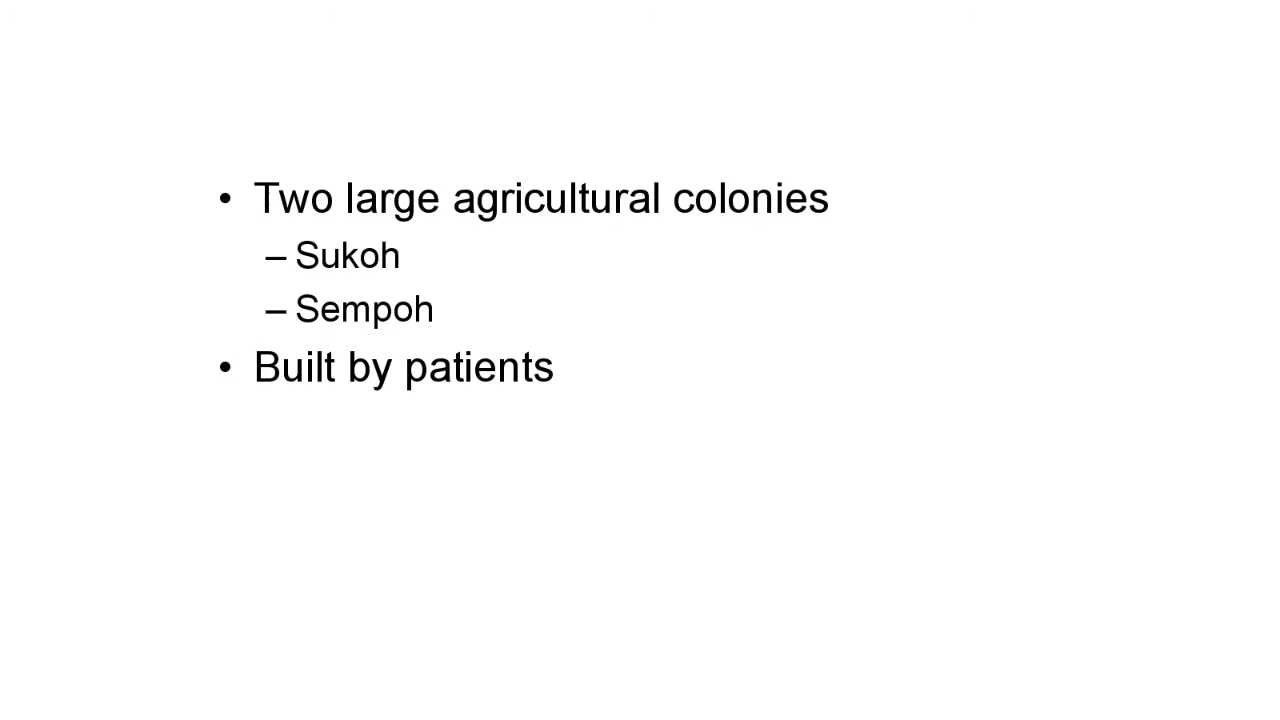 • Two large agricultural colonies
– Sukoh
– Sempoh
• Built by patients